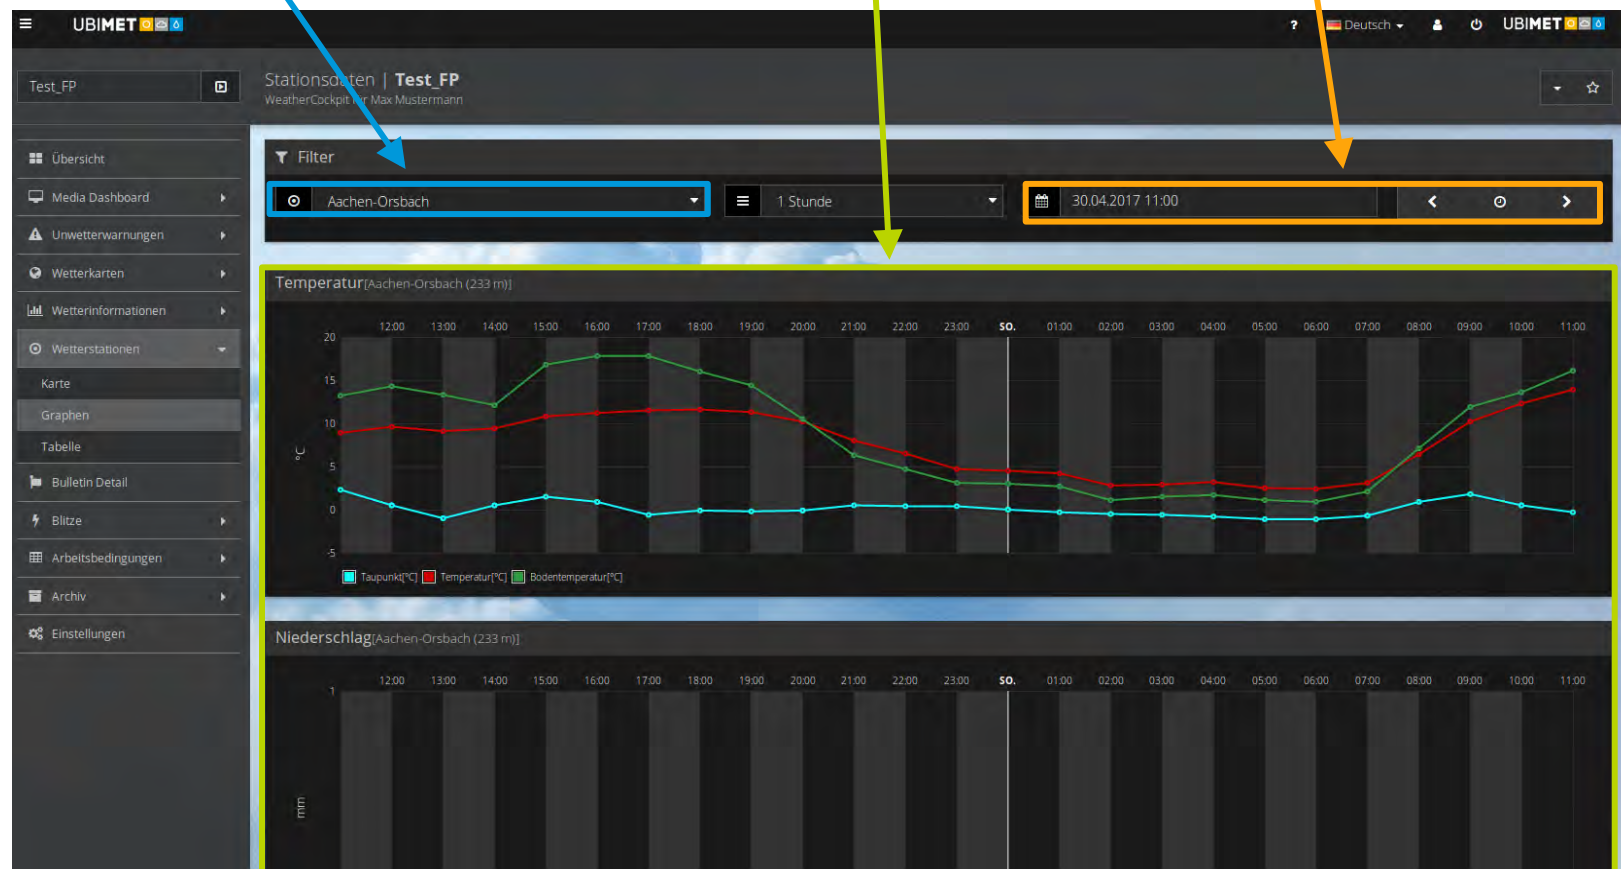 UBIMET
? Deutsch UBIMET
Test_FP
Stationsdaten | Test_FP
WeatherCockpit für Max Mustermann
Übersicht
Media Dashboard
Unwetterwarnungen
Wetterkarten
Wetterinformationen
Wetterstationen
Karte
Graphen
Tabelle
Bulletin Detail
Blitze
Arbeitsbedingungen
Archiv
Einstellungen
Filter
Aachen-Orsbach
1 Stunde
30.04.2017 11:00
Temperatur[Aachen-Orsbach (233 m)]
12:00 13:00 14:00 15:00 16:00 17:00 18:00 19:00 20:00 21:00 22:00 23:00 SO. 01:00 02:00 03:00 04:00 05:00 06:00 07:00 08:00 09:00 10:00 11:00
20
15
10
°C
5
0
-5
Taupunkt[°C] Temperatur[°C] Bodentemperatur[°C]
Niederschlag[Aachen-Orsbach (233 m)]
12:00 13:00 14:00 15:00 16:00 17:00 18:00 19:00 20:00 21:00 22:00 23:00 SO. 01:00 02:00 03:00 04:00 05:00 06:00 07:00 08:00 09:00 10:00 11:00
1
mm